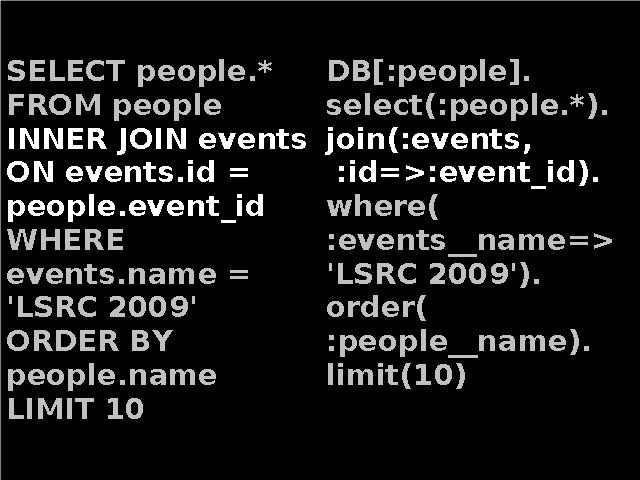 SELECT people.*
FROM people
INNER JOIN events
ON events.id =
people.event_id
WHERE
events.name =
'LSRC 2009'
ORDER BY
people.name
LIMIT 10
DB[:people].
select(:people.*).
join(:events,
:id=>:event_id).
where(
:events__name=>
'LSRC 2009').
order(
:people__name).
limit(10)